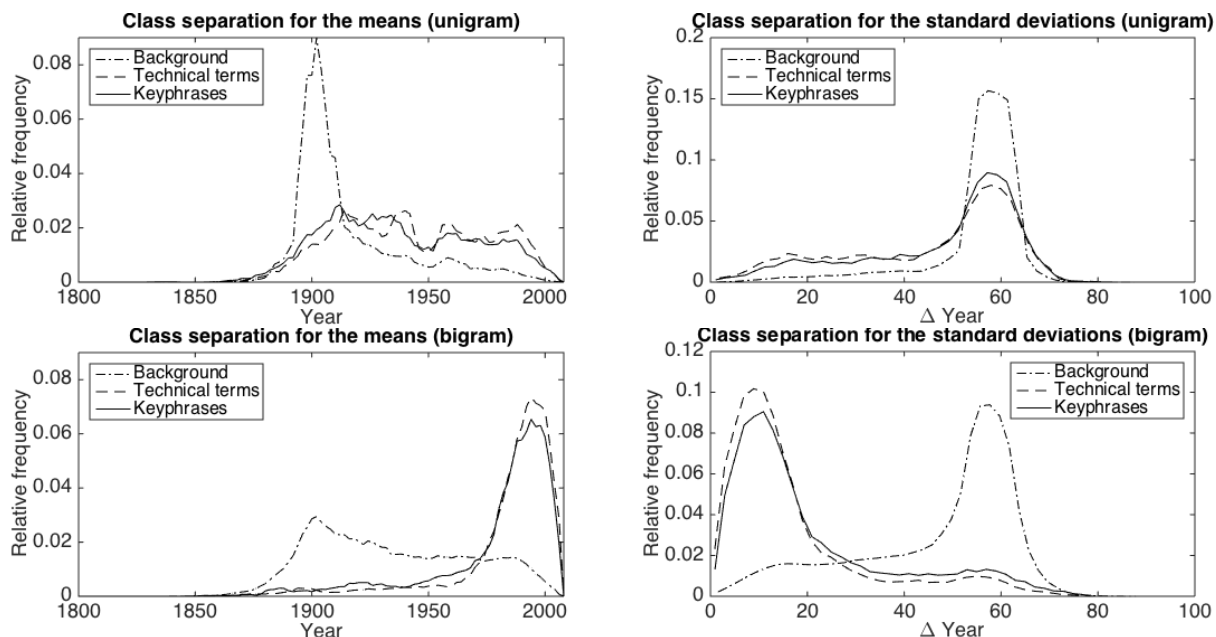 Class separation for the means (unigram)
0.08
0.06
0.04
0.02
0
Relative frequency
Background
Technical terms
Keyphrases
1800 1850 1900 1950 2000
Year
Class separation for the standard deviations (unigram)
0.2
0.15
0.1
0.05
0
Relative frequency
Background
Technical terms
Keyphrases
0 20 40 60 80 100
Δ Year
Class separation for the means (bigram)
0.08
0.06
0.04
0.02
0
Relative frequency
Background
Technical terms
Keyphrases
1800 1850 1900 1950 2000
Year
Class separation for the standard deviations (bigram)
0.12
0.1
0.08
0.06
0.04
0.02
0
Relative frequency
Background
Technical terms
Keyphrases
0 20 40 60 80 100
Δ Year